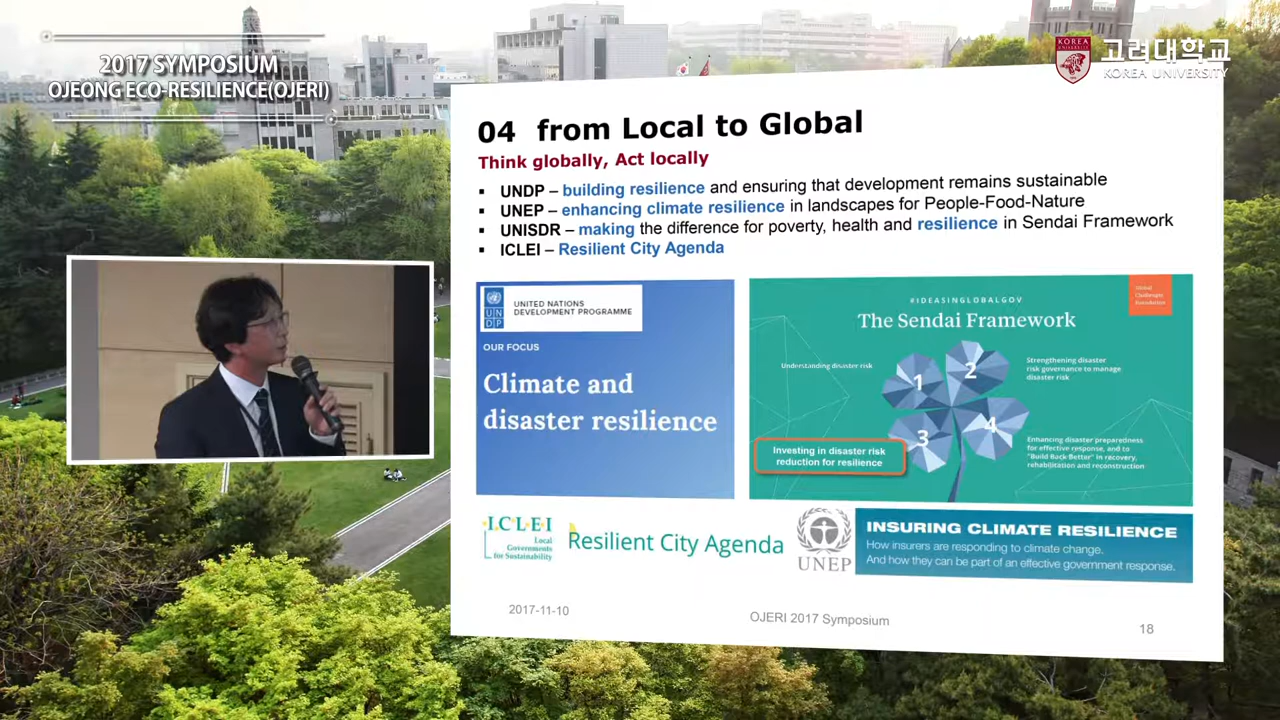 2017 SYMPOSIUM
OJEONG ECO-RESILIENCE(OJERI)
KOREA
UNIVERSITY
고려대학교
KOREA UNIVERSITY
04 from Local to Global
Think globally, Act locally
▪ UNDP – building resilience and ensuring that development remains sustainable
▪ UNEP – enhancing climate resilience in landscapes for People-Food-Nature
▪ UNISDR – making the difference for poverty, health and resilience in Sendai Framework
▪ ICLEI – Resilient City Agenda
UN
DP
UNITED NATIONS
DEVELOPMENT PROGRAMME
OUR FOCUS
Climate and
disaster resilience
#IDEASINGLOBALGOV
The Sendai Framework
Global
Challenges
Foundation
Understanding disaster risk
1
2
3
4
Strengthening disaster
risk governance to manage
disaster risk
Investing in disaster risk
reduction for resilience
Enhancing disaster preparedness
for effective response, and to
"Build Back Better" in recovery,
rehabilitation and reconstruction
I.C.L.E.I
Local
Governments
for Sustainability
Resilient City Agenda
UNEP
INSURING CLIMATE RESILIENCE
How insurers are responding to climate change.
And how they can be part of an effective government response.
2017-11-10
OJERI 2017 Symposium
18